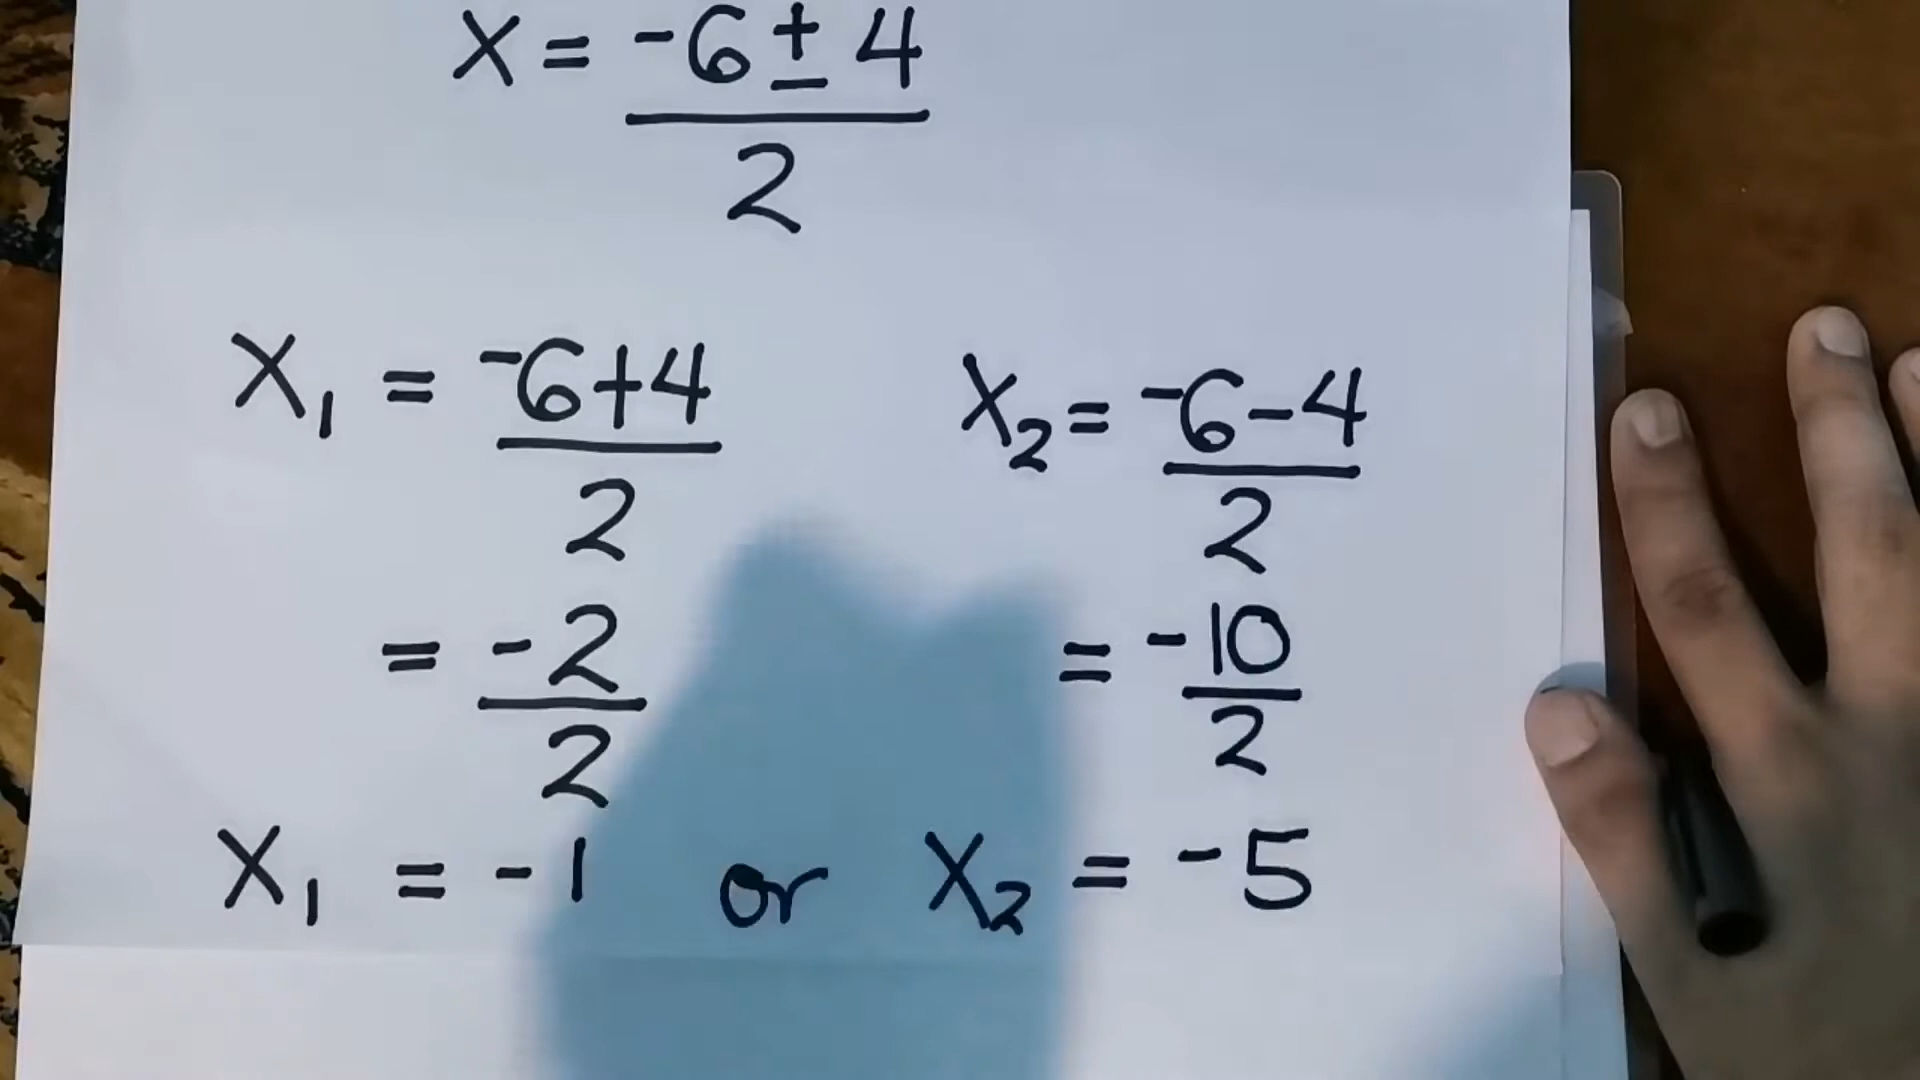 X = -6 ± 4 / 2
X₁ = -6+4 / 2
X₂ = -6-4 / 2
= -2 / 2
= -10 / 2
X₁ = -1 or X₂ = -5